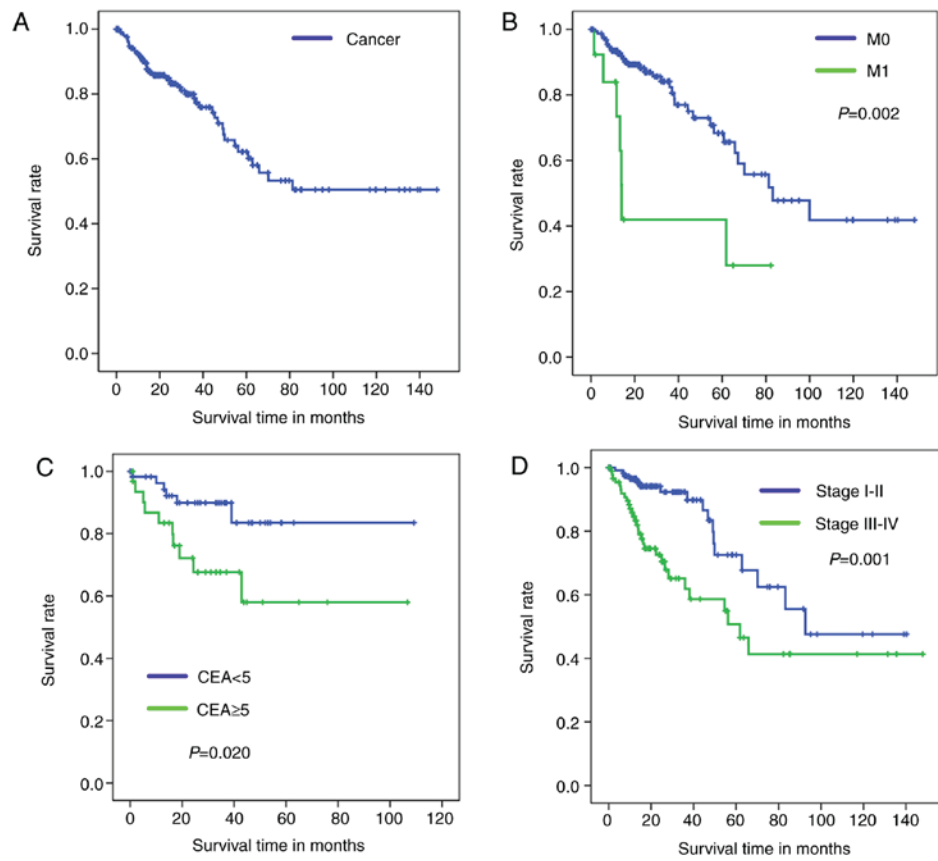 A
Cancer
1.0
0.8
0.6
0.4
0.2
0.0
Survival rate
0 20 40 60 80 100 120 140
Survival time in months
B
M0
M1
P=0.002
1.0
0.8
0.6
0.4
0.2
0.0
Survival rate
0 20 40 60 80 100 120 140
Survival time in months
C
1.0
0.8
0.6
0.4
0.2
0.0
Survival rate
CEA<5
CEA≥5
P=0.020
0 20 40 60 80 100 120
Survival time in months
D
Stage I-II
Stage III-IV
P=0.001
1.0
0.8
0.6
0.4
0.2
0.0
Survival rate
0 20 40 60 80 100 120 140
Survival time in months